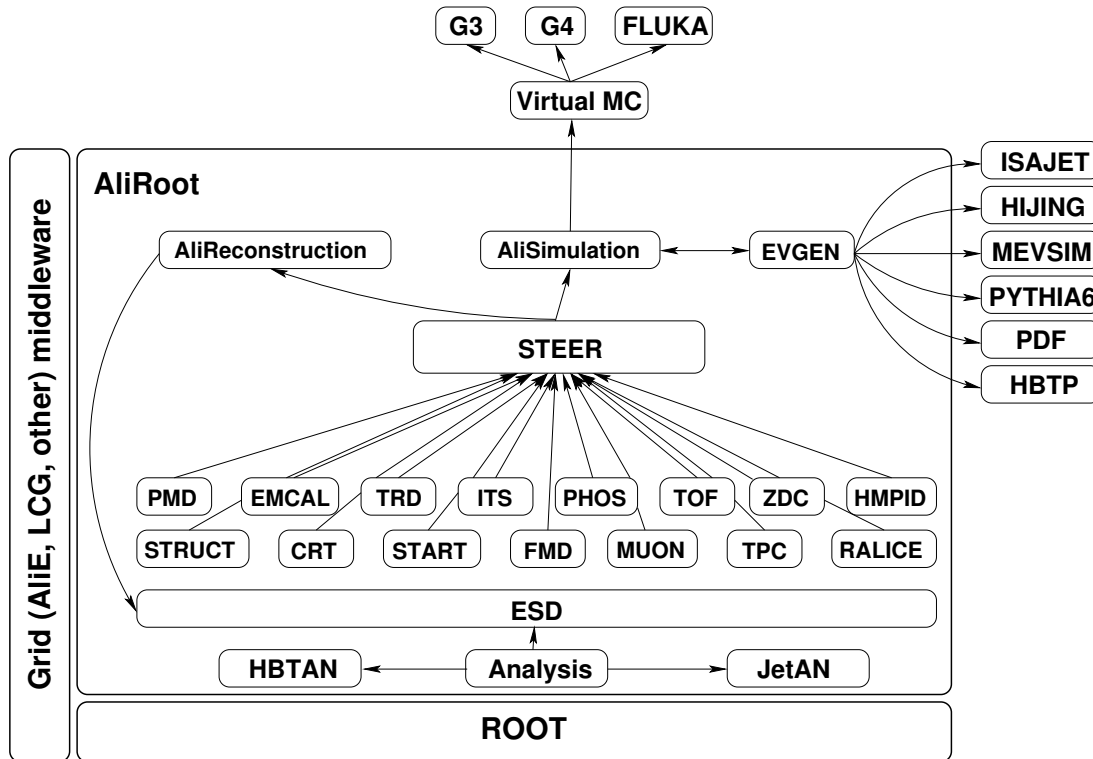 G3
G4
FLUKA
Virtual MC
Grid (AliE, LCG, other) middleware
AliRoot
AliReconstruction
AliSimulation
EVGEN
ISAJET
HIJING
MEVSIM
PYTHIA6
PDF
HBTP
STEER
PMD
EMCAL
TRD
ITS
PHOS
TOF
ZDC
HMPID
STRUCT
CRT
START
FMD
MUON
TPC
RALICE
ESD
HBTAN
Analysis
JetAN
ROOT